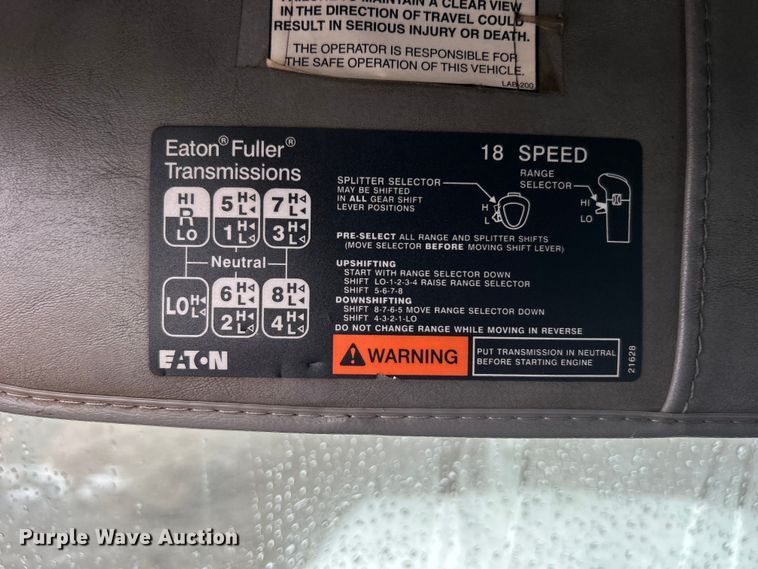 IN THE DIRECTION OF TRAVEL COULD
RESULT IN SERIOUS INJURY OR DEATH.
THE OPERATOR IS RESPONSIBLE FOR
THE SAFE OPERATION OF THIS VEHICLE.
LAB-200
Eaton® Fuller®
Transmissions
HI
R
LO
5 H
L
1 H
L
7 H
L
3 H
L
Neutral
LO H
L
6 H
L
2 H
L
8 H
L
4 H
L
EATON
18 SPEED
SPLITTER SELECTOR
MAY BE SHIFTED
IN ALL GEAR SHIFT
LEVER POSITIONS
H
L
RANGE
SELECTOR
HI
LO
PRE-SELECT ALL RANGE AND SPLITTER SHIFTS
(MOVE SELECTOR BEFORE MOVING SHIFT LEVER)
UPSHIFTING
START WITH RANGE SELECTOR DOWN
SHIFT LO-1-2-3-4 RAISE RANGE SELECTOR
SHIFT 5-6-7-8
DOWNSHIFTING
SHIFT 8-7-6-5 MOVE RANGE SELECTOR DOWN
SHIFT 4-3-2-1-LO
DO NOT CHANGE RANGE WHILE MOVING IN REVERSE
WARNING
PUT TRANSMISSION IN NEUTRAL
BEFORE STARTING ENGINE
21628
Purple Wave Auction